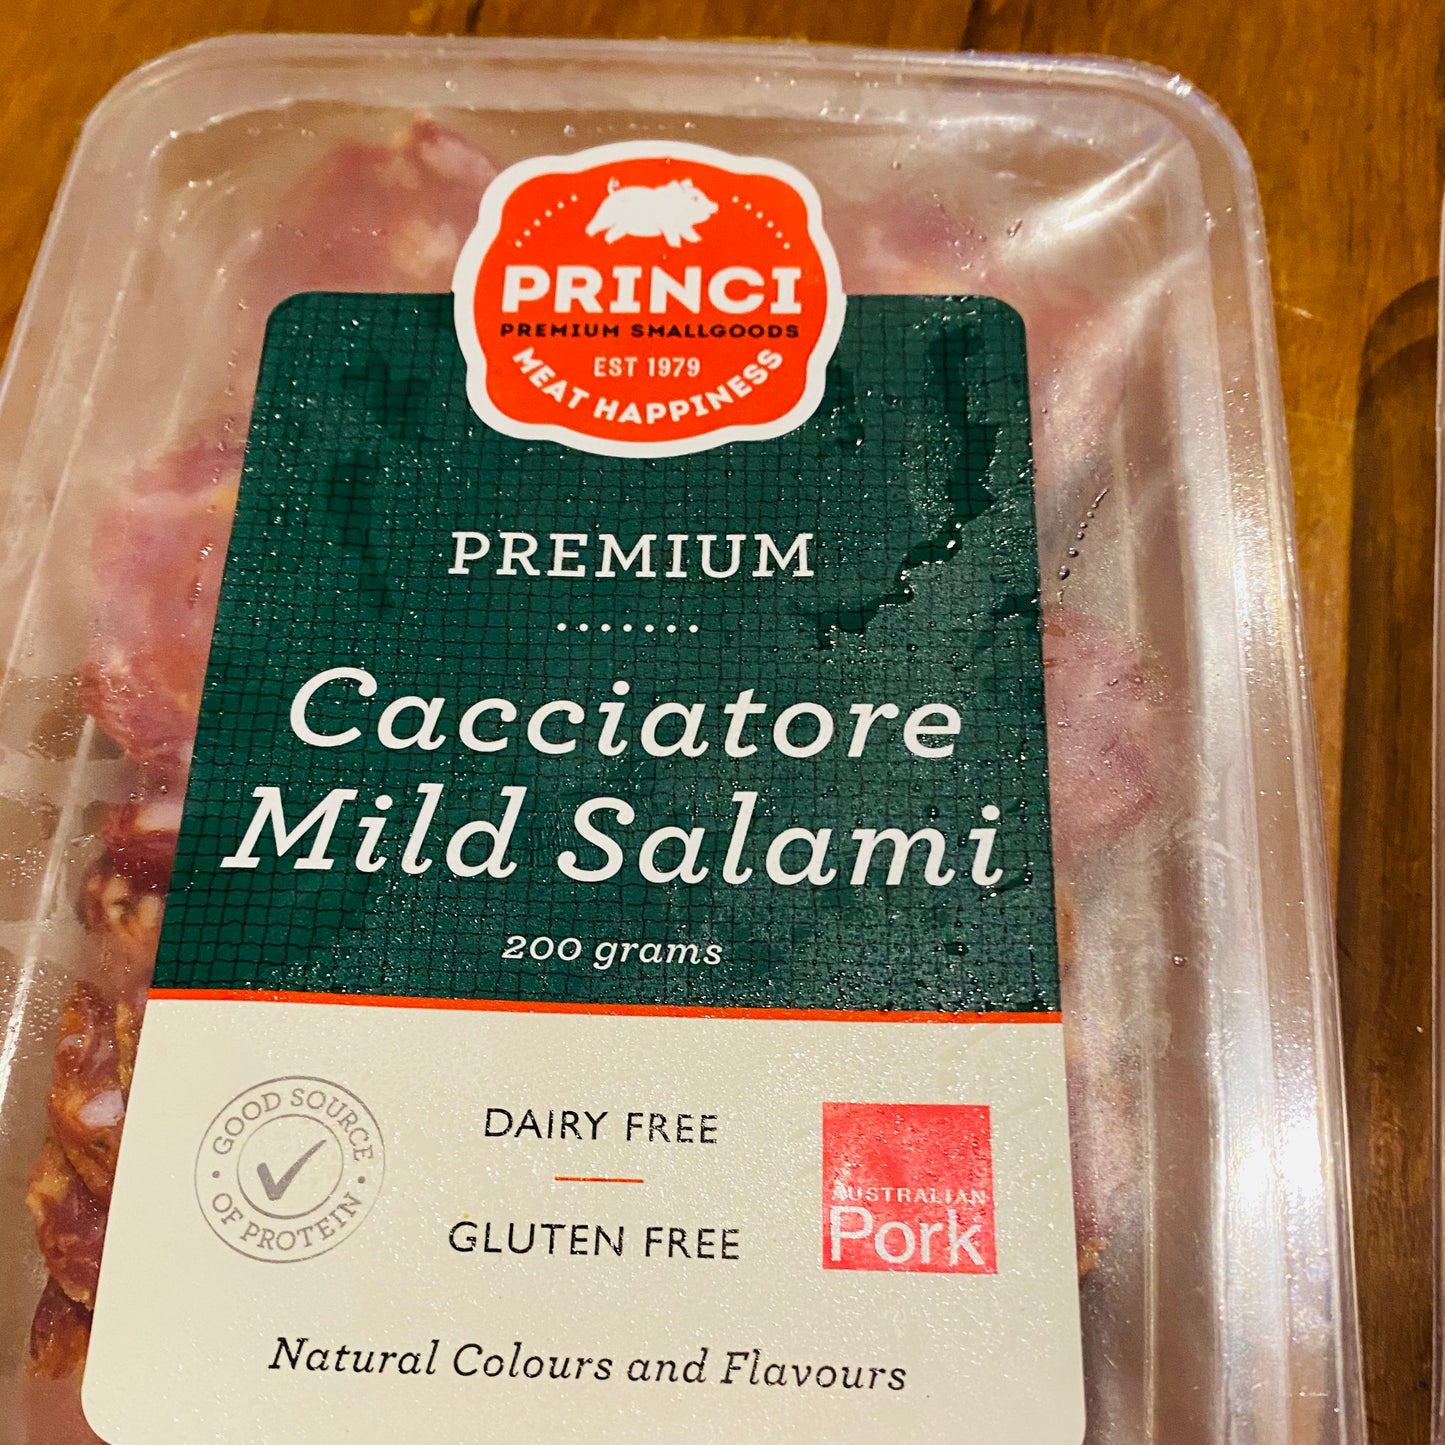 PRINCI
PREMIUM SMALLGOODS
EST 1979
MEAT HAPPINESS
PREMIUM
Cacciatore
Mild Salami
200 grams
GOOD SOURCE
OF PROTEIN
DAIRY FREE
GLUTEN FREE
AUSTRALIAN
Pork
Natural Colours and Flavours